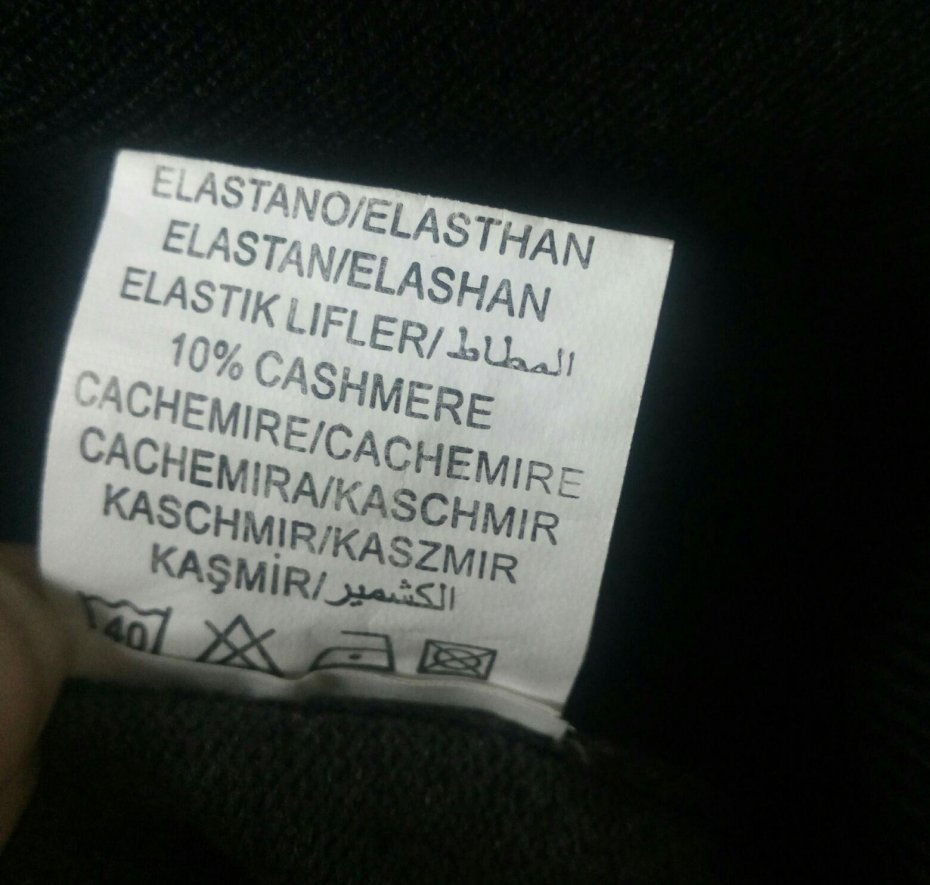 ELASTANO/ELASTHAN
ELASTAN/ELASHAN
ELASTIK LIFLER/المطاط
10% CASHMERE
CACHEMIRE/CACHEMIRE
CACHEMIRA/KASCHMIR
KASCHMIR/KASZMIR
KAŞMİR/الكشمير
40